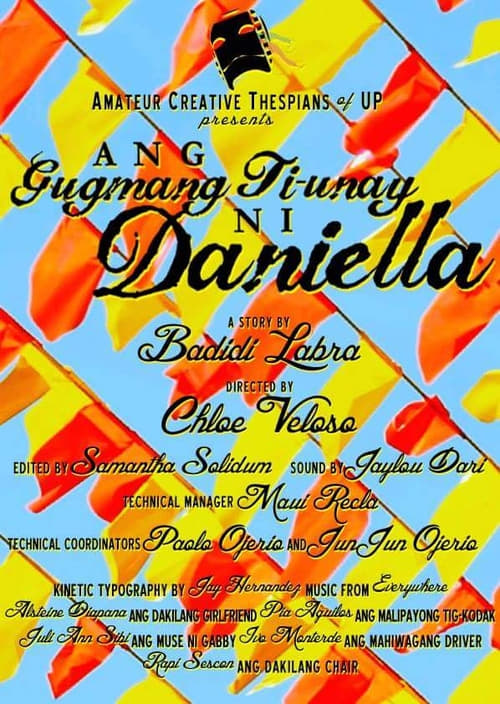 AMATEUR CREATIVE THESPIANS of UP
presents
ANG
Gugmang Ti-unay
NI
Daniella
A STORY BY
Badidi Labra
DIRECTED BY
Chloe Veloso
EDITED BY Samantha Solidum SOUND BY Jaylou Dari
TECHNICAL MANAGER Maui Recla
TECHNICAL COORDINATORS Paolo Ojerio AND JunJun Ojerio
KINETIC TYPOGRAPHY BY Jay Hernandez MUSIC FROM Everywhere
Alsteine Diapana ANG DAKILANG GIRLFRIEND Pia Aguilos ANG MALIPAYONG TIG-KODAK
Juli Ann Sibi ANG MUSE NI GABBY Ivo Monterde ANG MAHIWAGANG DRIVER
Rapi Sescon ANG DAKILANG CHAIR